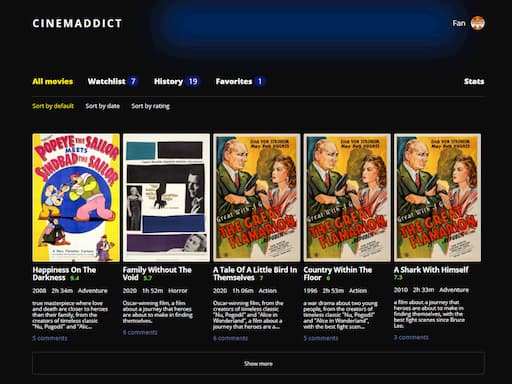 CINEMADDICT
Fan
All movies Watchlist 7 History 19 Favorites 1 Stats
Sort by default Sort by date Sort by rating
POPEYE THE SAILOR
MEETS
SINDBAD THE SAILOR
ERICH VON STROHEIM
Mary Beth HUGHES
THE GREAT
FLAMARION
ERICH VON STROHEIM
Mary Beth HUGHES
THE GREAT
FLAMARION
ERICH VON STROHEIM
Mary Beth HUGHES
THE GREAT
FLAMARION
Happiness On The
Darkness 9.4
2008 2h 34m Adventure
true masterpiece where love
and death are closer to heroes
than their family, from the
creators of timeless classic
"Nu, Pogodi!" and "Alic...
5 comments
Family Without The
Void 5.7
2020 1h 52m Horror
Oscar-winning film, a film
about a journey that heroes
are about to make in finding
themselves.
6 comments
A Tale Of A Little Bird In
Themselves 7
2020 1h 06m Action
Oscar-winning film, from the
creators of timeless classic
"Nu, Pogodi!" and "Alice in
Wonderland", a film about a
journey that heroes are a...
6 comments
Country Within The
Floor 6
1996 2h 53m Action
a war drama about two young
people, from the creators of
timeless classic "Nu, Pogodi!"
and "Alice in Wonderland",
with the best fight scen...
5 comments
A Shark With Himself
7.3
2010 2h 33m Adventure
a film about a journey that
heroes are about to make in
finding themselves, with the
best fight scenes since Bruce
Lee.
3 comments
Show more